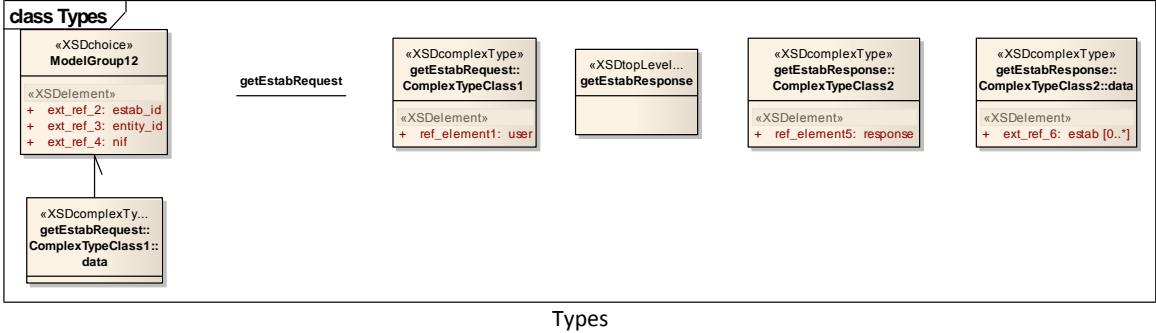 class Types
«XSDchoice»
ModelGroup12
«XSDelement»
+ ext_ref_2: estab_id
+ ext_ref_3: entity_id
+ ext_ref_4: nif
«XSDcomplexTy...
getEstabRequest::
ComplexTypeClass1::
data
getEstabRequest
«XSDcomplexType»
getEstabRequest::
ComplexTypeClass1
«XSDElement»
+ ref_element1: user
«XSDtopLevel...
getEstabResponse
«XSDcomplexType»
getEstabResponse::
ComplexTypeClass2
«XSDElement»
+ ref_element5: response
«XSDcomplexType»
getEstabResponse::
ComplexTypeClass2::data
«XSDElement»
+ ext_ref_6: estab [0..*]
Types